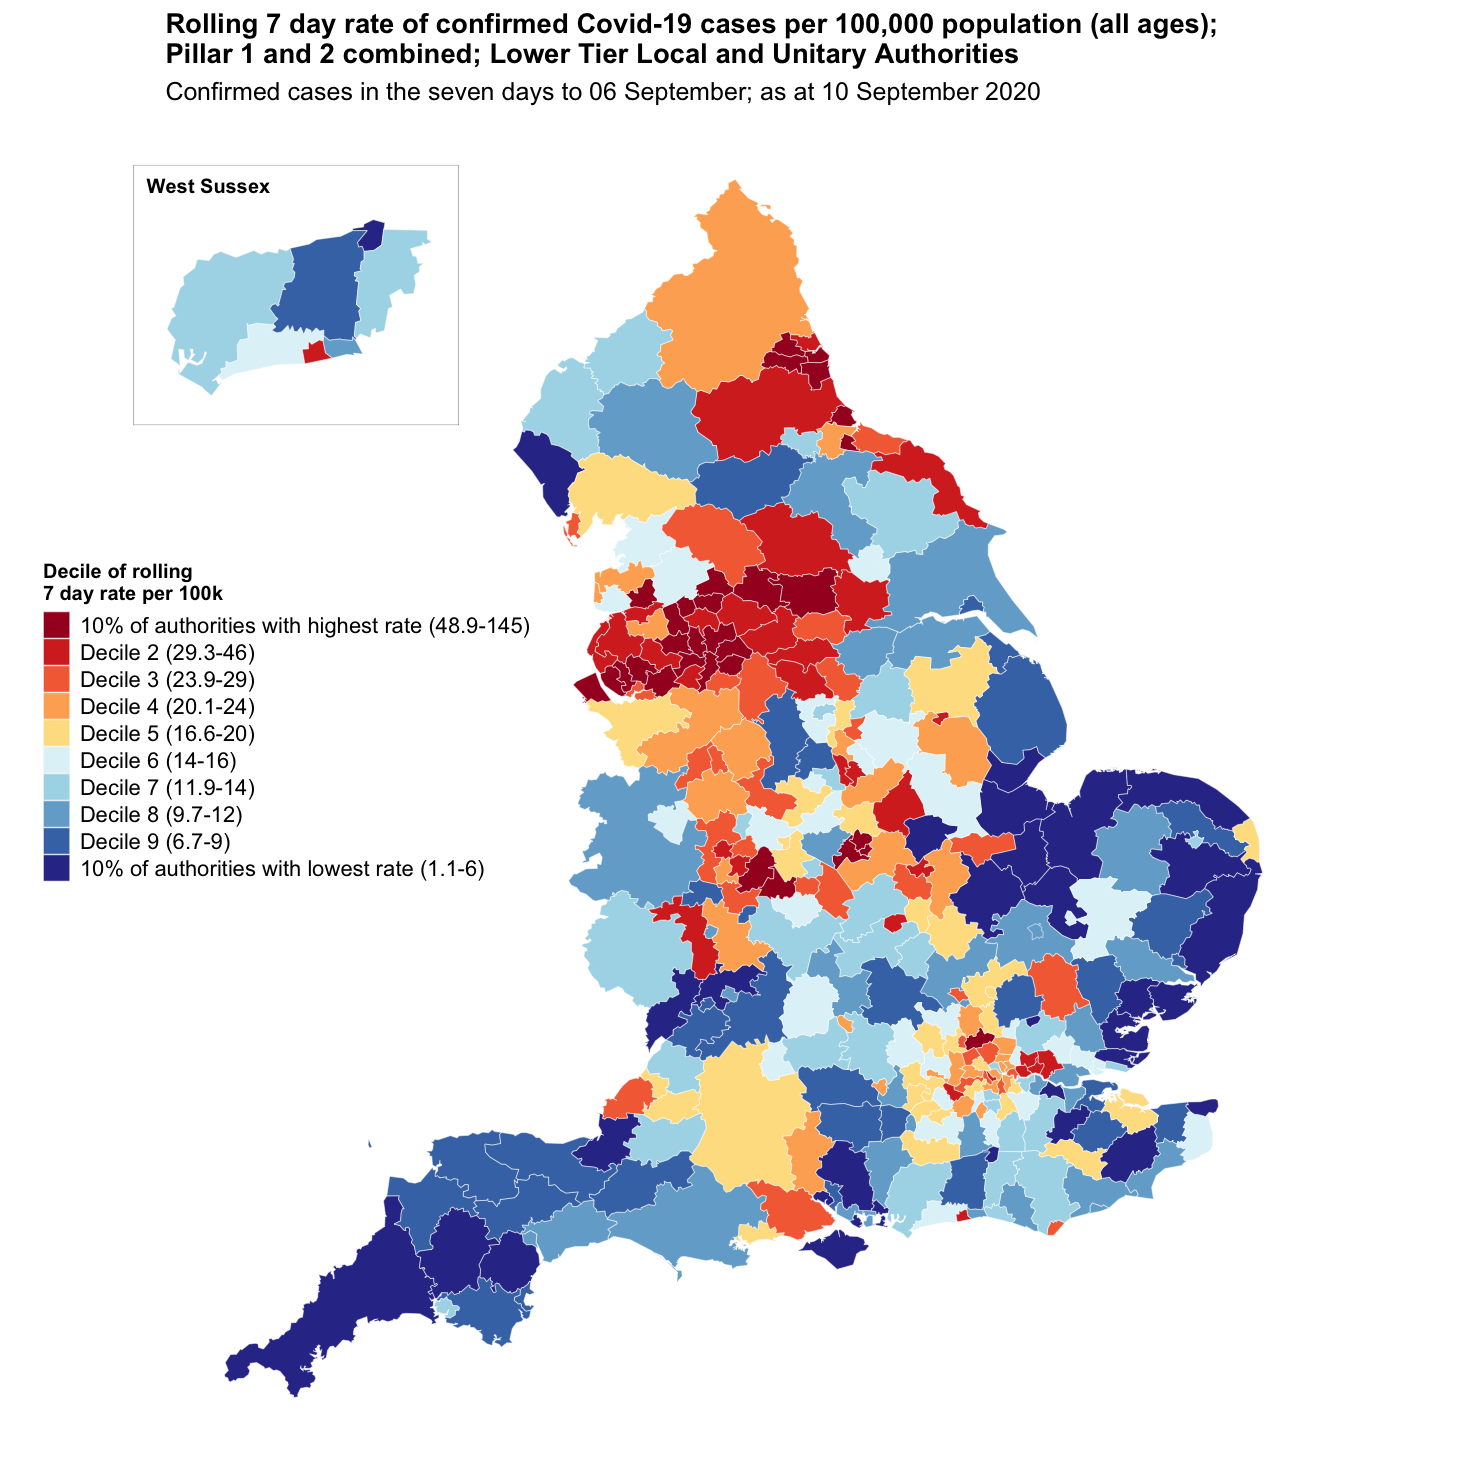 Rolling 7 day rate of confirmed Covid-19 cases per 100,000 population (all ages);
Pillar 1 and 2 combined; Lower Tier Local and Unitary Authorities
Confirmed cases in the seven days to 06 September; as at 10 September 2020
West Sussex
Decile of rolling
7 day rate per 100k
10% of authorities with highest rate (48.9-145)
Decile 2 (29.3-46)
Decile 3 (23.9-29)
Decile 4 (20.1-24)
Decile 5 (16.6-20)
Decile 6 (14-16)
Decile 7 (11.9-14)
Decile 8 (9.7-12)
Decile 9 (6.7-9)
10% of authorities with lowest rate (1.1-6)